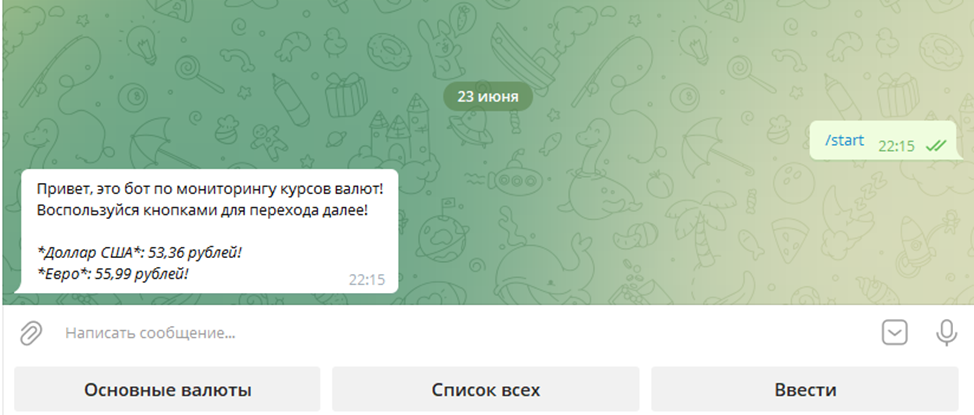 23 июня
/start 22:15
Привет, это бот по мониторингу курсов валют!
Воспользуйся кнопками для перехода далее!
*Доллар США*: 53,36 рублей!
*Евро*: 55,99 рублей!
22:15
Написать сообщение...
Основные валюты
Список всех
Ввести